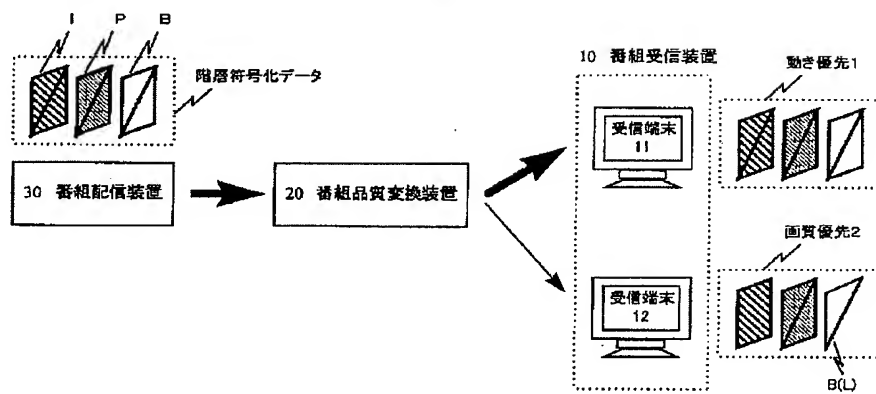 I P B
階層符号化データ
30 番組配信装置
20 番組品質変換装置
10 番組受信装置
受信端末
11
動き優先1
受信端末
12
画質優先2
B(L)